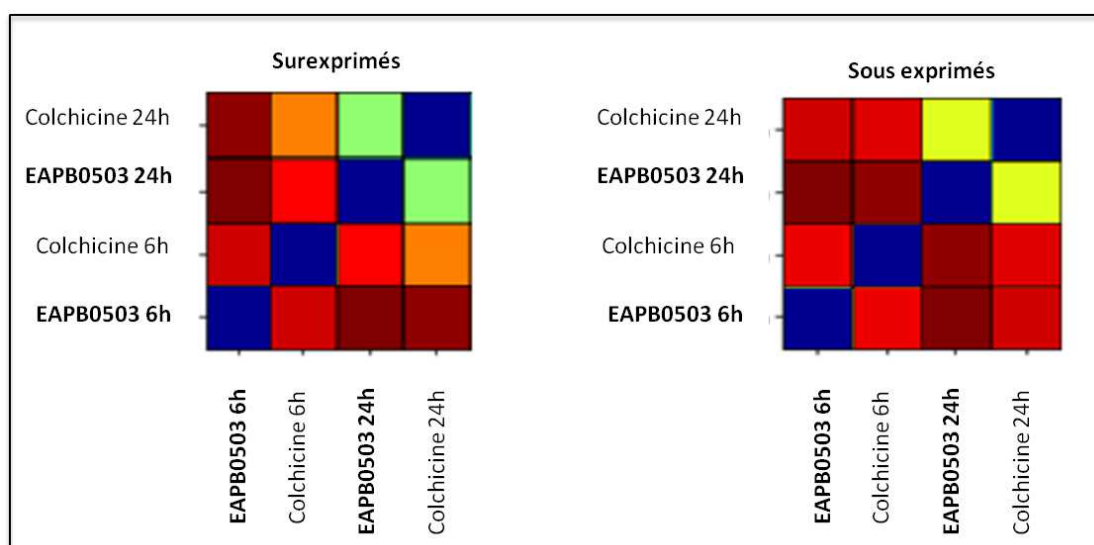 Surexprimés
Colchicine 24h
EAPB0503 24h
Colchicine 6h
EAPB0503 6h
EAPB0503 6h
Colchicine 6h
EAPB0503 24h
Colchicine 24h
Sous exprimés
Colchicine 24h
EAPB0503 24h
Colchicine 6h
EAPB0503 6h
EAPB0503 6h
Colchicine 6h
EAPB0503 24h
Colchicine 24h